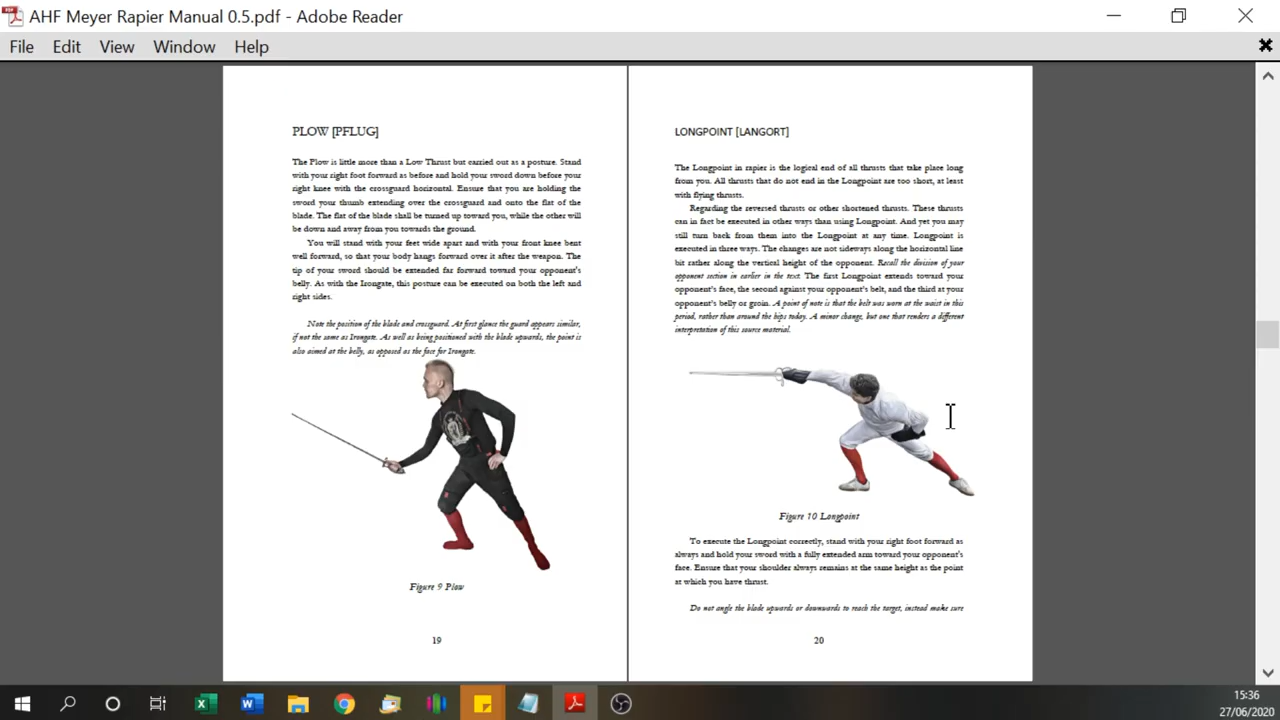 AHF Meyer Rapier Manual 0.5.pdf - Adobe Reader
File Edit View Window Help
PLOW [PFLUG]
The Plow is little more than a Low Thrust but carried out as a posture. Stand
with your right foot forward as before and hold your sword down before your
right knee with the crossguard horizontal. Ensure that you are holding the
sword your thumb extending over the crossguard and onto the flat of the
blade. The flat of the blade shall be turned up toward you, while the other will
be down and away from you towards the ground.
You will stand with your feet wide apart and with your front knee bent
well forward, so that your body hangs forward over it after the weapon. The
tip of your sword should be extended far forward toward your opponent's
belly. As with the Irongate, this posture can be executed on both the left and
right sides.
Note the position of the blade and crossguard. At first glance the guard appears similar,
if not the same as Irongate. As well as being positioned with the blade upwards, the point is
also aimed at the belly, as opposed as the face for Irongate.
Figure 9 Plow
19
LONGPOINT [LANGORT]
The Longpoint in rapier is the logical end of all thrusts that take place long
from you. All thrusts that do not end in the Longpoint are too short, at least
with flying thrusts.
Regarding the reversed thrusts or other shortened thrusts. These thrusts
can in fact be executed in other ways than using Longpoint. And yet you may
still turn back from them into the Longpoint at any time. Longpoint is
executed in three ways. The changes are not sideways along the horizontal line
bit rather along the vertical height of the opponent. Recall the division of your
opponent section in earlier in the text. The first Longpoint extends toward your
opponent's face, the second against your opponent's belt, and the third at your
opponent's belly or groin. A point of note is that the belt was worn at the waist in this
period, rather than around the hips today. A minor change, but one that renders a different
interpretation of this source material.
Figure 10 Longpoint
To execute the Longpoint correctly, stand with your right foot forward as
always and hold your sword with a fully extended arm toward your opponent's
face. Ensure that your shoulder always remains at the same height as the point
at which you have thrust.
Do not angle the blade upwards or downwards to reach the target, instead make sure
20
15:36
27/06/2020